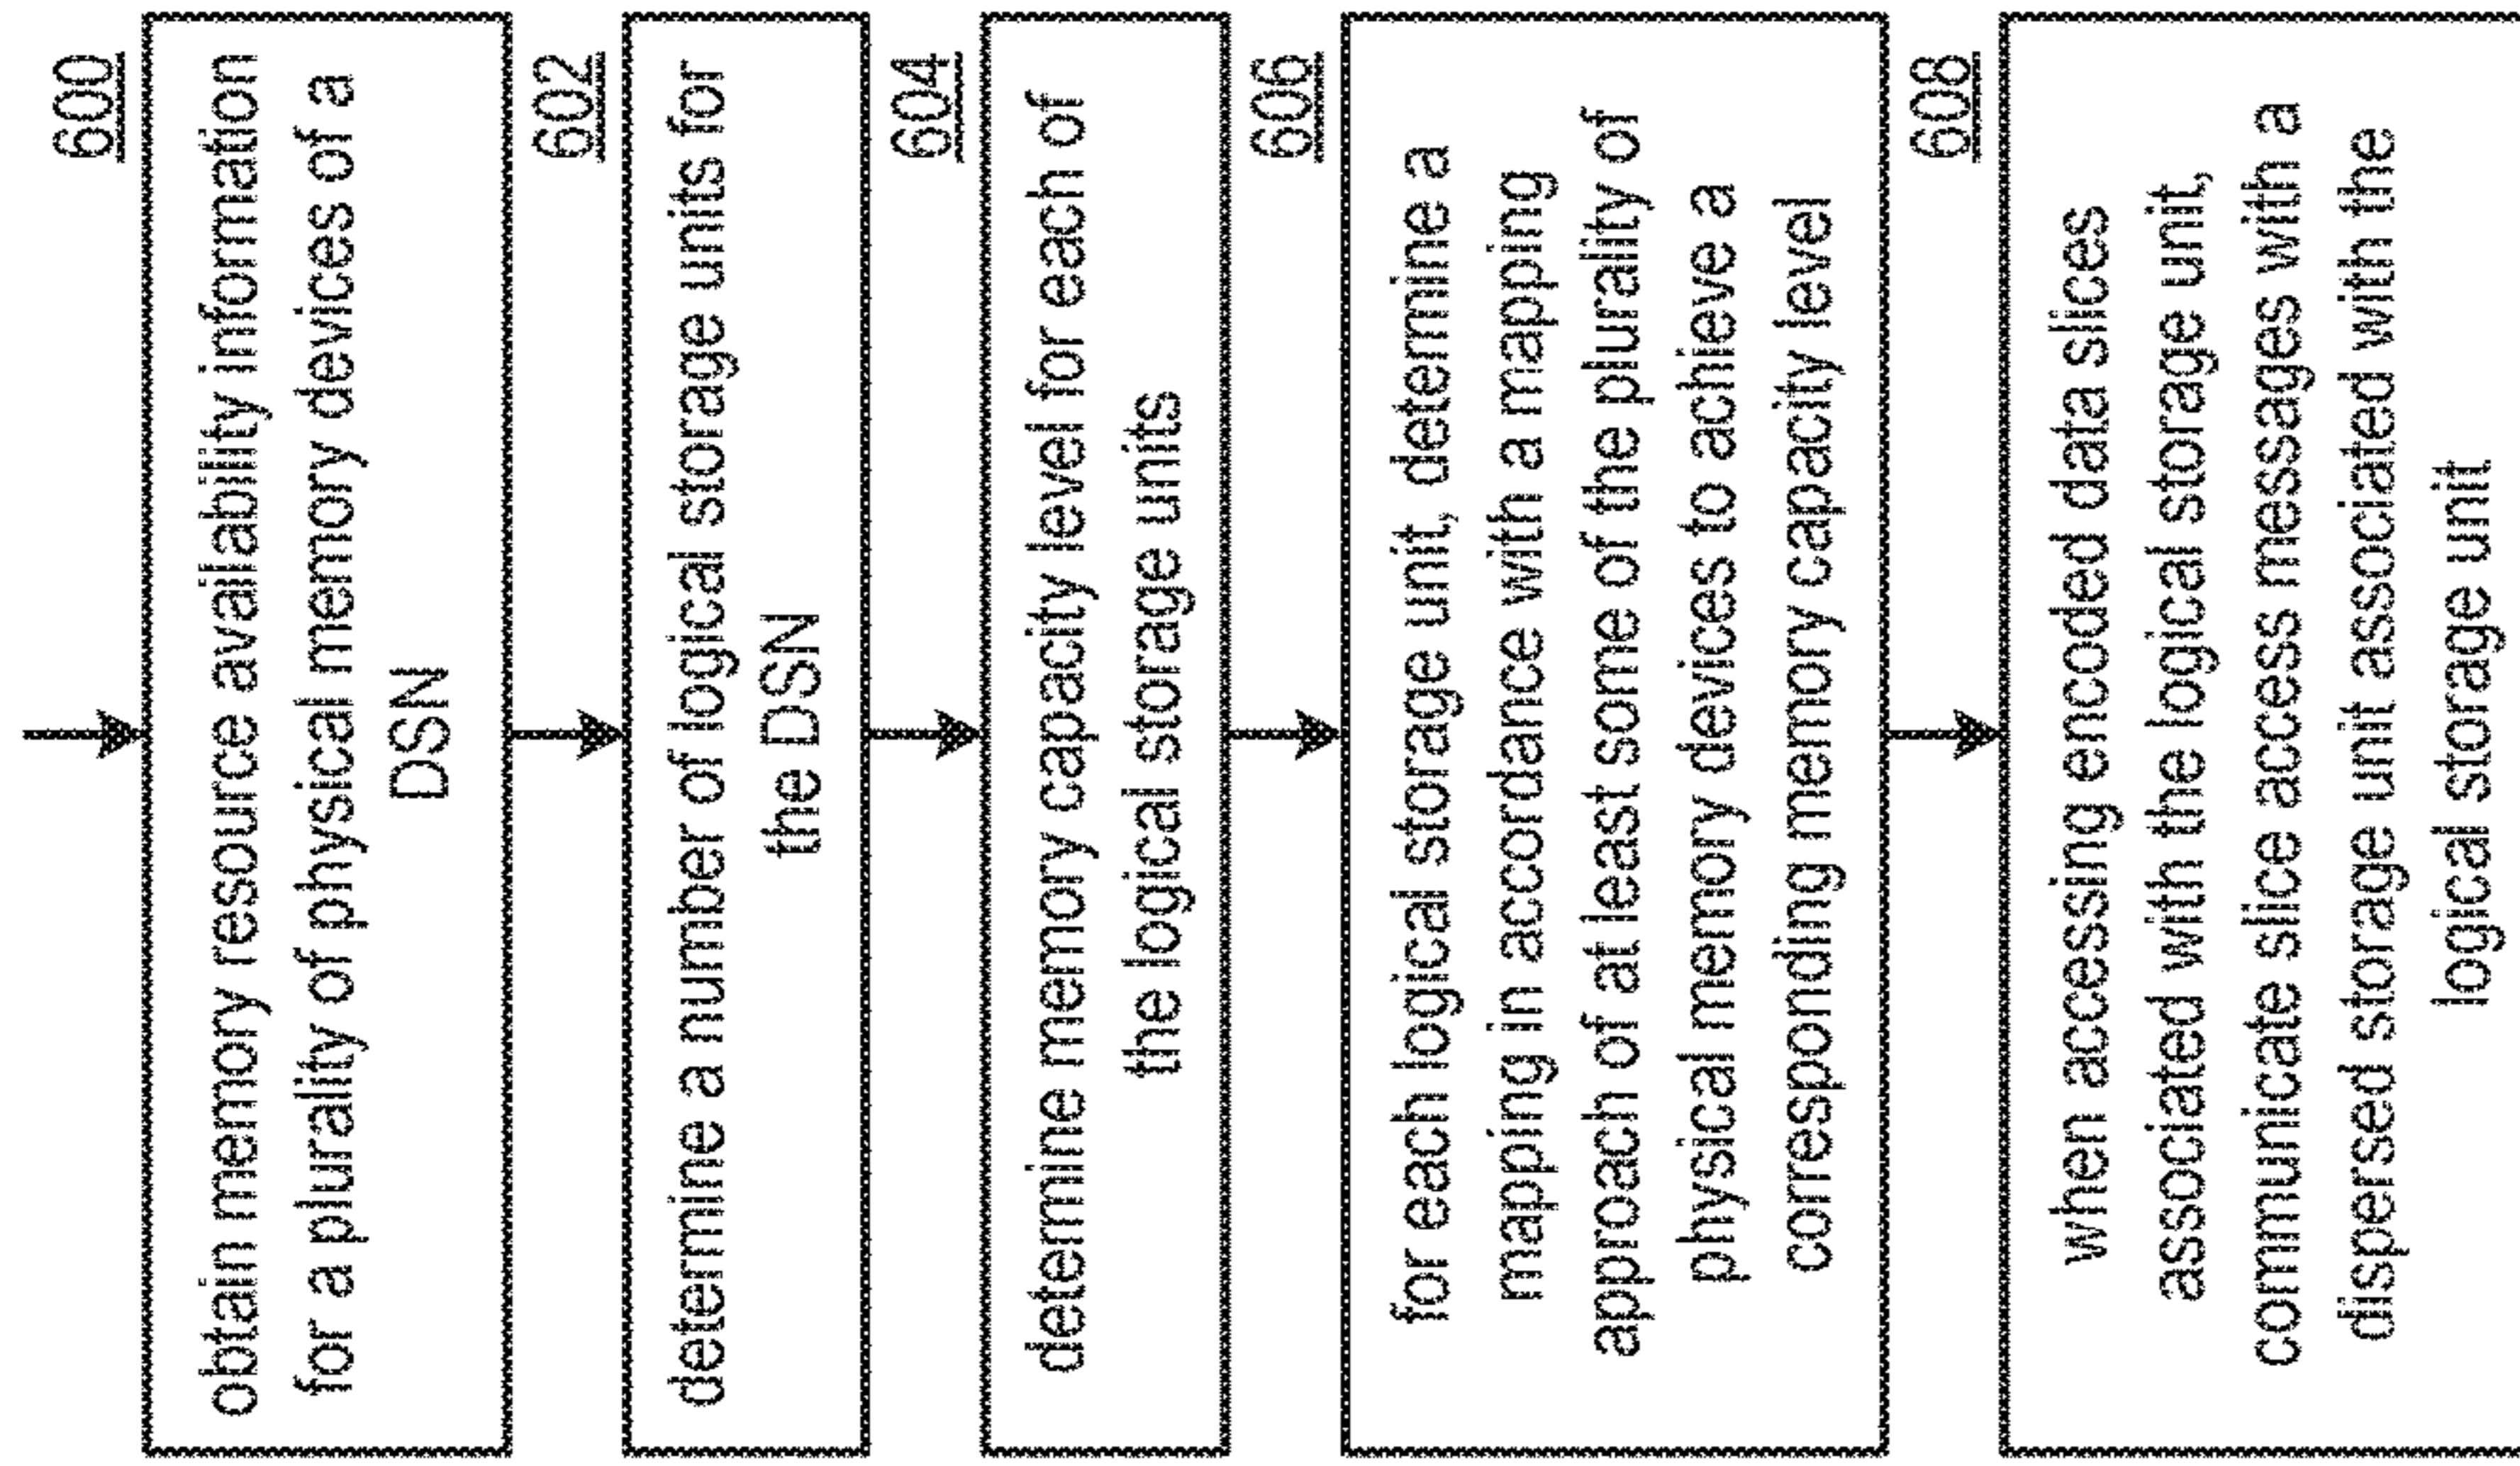 600
obtain memory resource availability information
for a plurality of physical memory devices of a
DSN
602
determine a number of logical storage units for
the DSN
604
determine memory capacity level for each of
the logical storage units
606
for each logical storage unit, determine a
mapping in accordance with a mapping
approach of at least some of the plurality of
physical memory devices to achieve a
corresponding memory capacity level
608
when accessing encoded data slices
associated with the logical storage unit,
communicate slice access messages with a
dispersed storage unit associated with the
logical storage unit